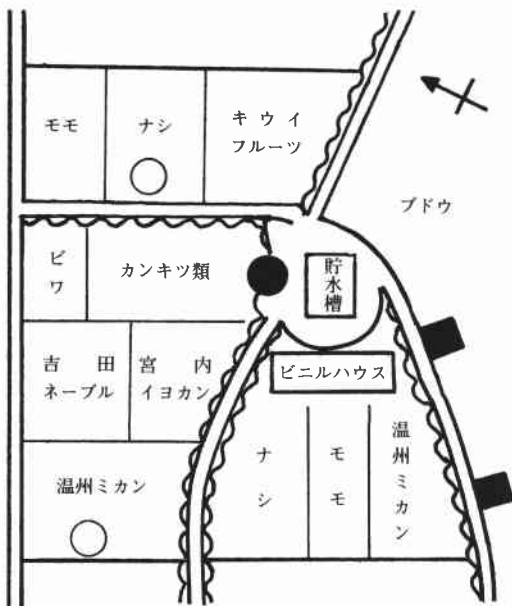 モモ
ナシ
キウイ
フルーツ
ブドウ
ビワ
カンキツ類
貯水槽
吉田
ネーブル
宮内
イヨカン
ビニルハウス
温州ミカン
ナシ
モモ
温州ミカン